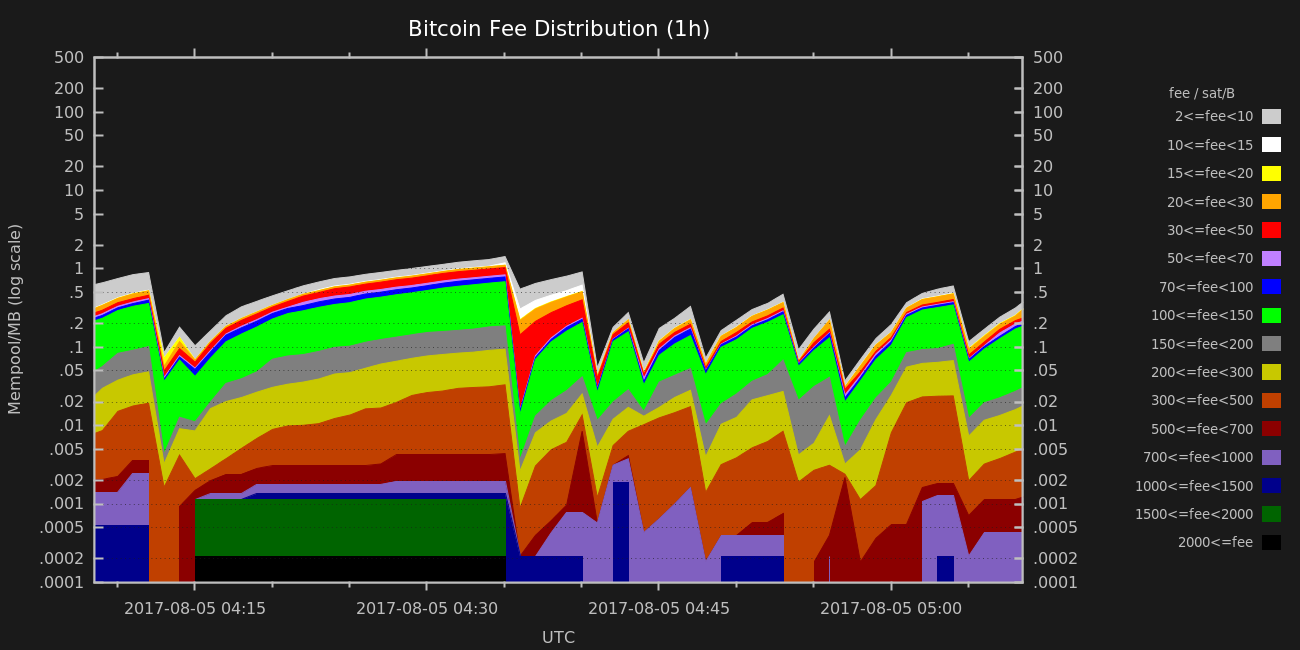 Bitcoin Fee Distribution (1h)
500 500
200 200
100 100
50 50
20 20
10 10
5 5
2 2
1 1
.5 .5
.2 .2
.1 .1
.05 .05
.02 .02
.01 .01
.005 .005
.002 .002
.001 .001
.0005 .0005
.0002 .0002
.0001 .0001
Mempool/MB (log scale)
2017-08-05 04:15 2017-08-05 04:30 2017-08-05 04:45 2017-08-05 05:00
UTC
fee / sat/B
2<=fee<10
10<=fee<15
15<=fee<20
20<=fee<30
30<=fee<50
50<=fee<70
70<=fee<100
100<=fee<150
150<=fee<200
200<=fee<300
300<=fee<500
500<=fee<700
700<=fee<1000
1000<=fee<1500
1500<=fee<2000
2000<=fee